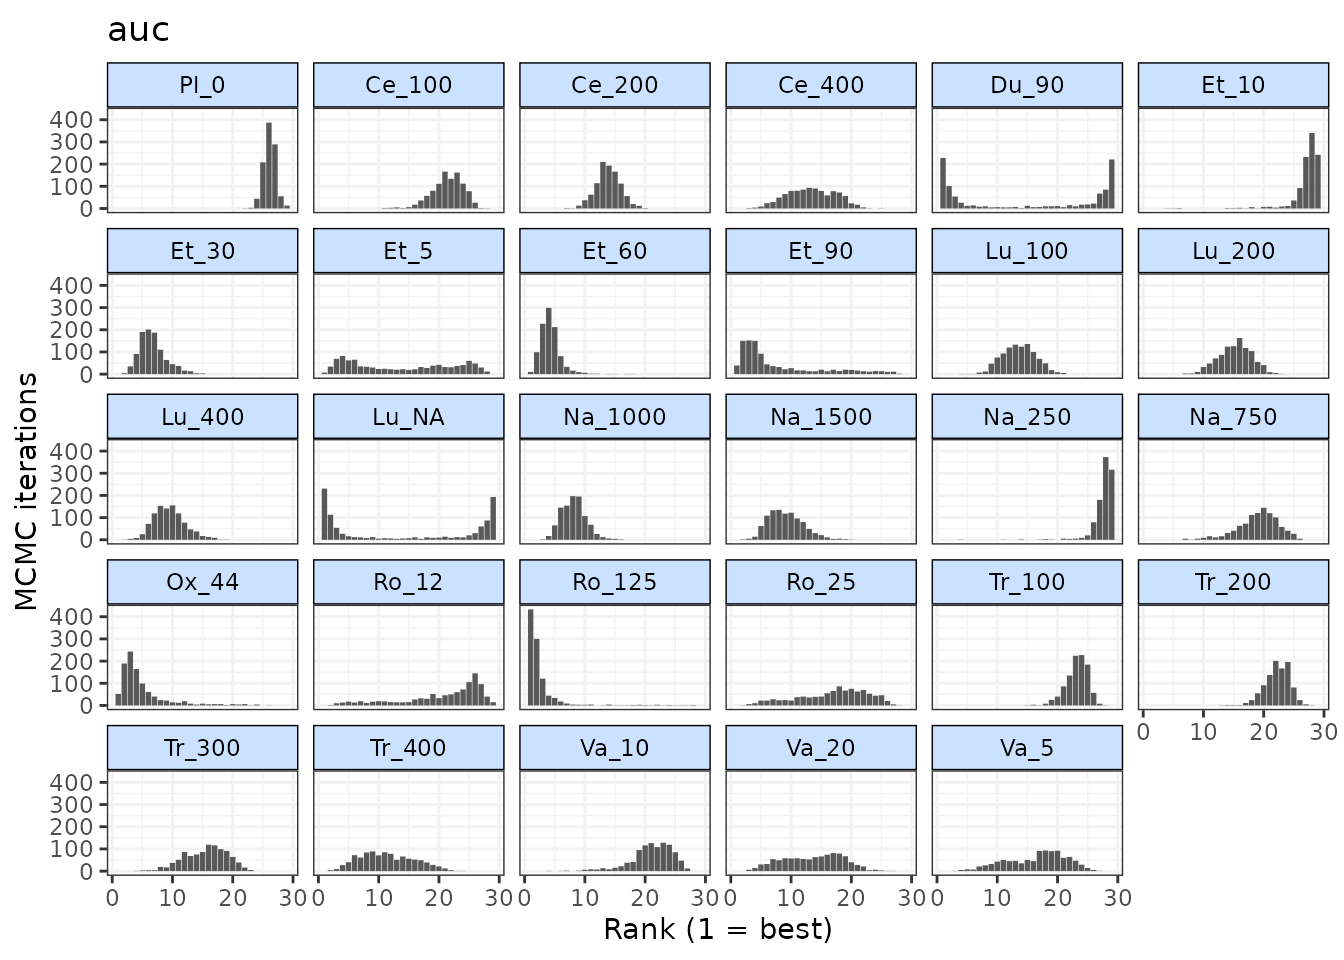 auc
Pl_0 Ce_100 Ce_200 Ce_400 Du_90 Et_10
400
300
200
100
0
Et_30 Et_5 Et_60 Et_90 Lu_100 Lu_200
400
300
200
100
0
Lu_400 Lu_NA Na_1000 Na_1500 Na_250 Na_750
400
300
200
100
0
Ox_44 Ro_12 Ro_125 Ro_25 Tr_100 Tr_200
400
300
200
100
0
0 10 20 30
Tr_300 Tr_400 Va_10 Va_20 Va_5
400
300
200
100
0
0 10 20 30 0 10 20 30 0 10 20 30 0 10 20 30 0 10 20 30
MCMC iterations
Rank (1 = best)